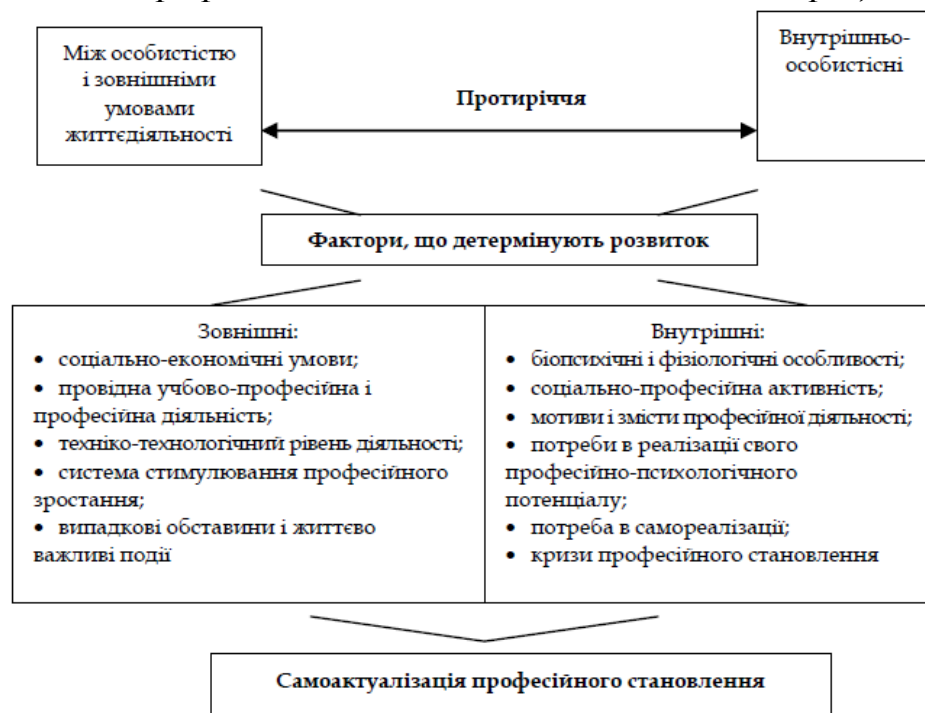 Між особистістю
і зовнішніми
умовами
життєдіяльності
Протиріччя
Внутрішньо-
особистісні
Фактори, що детермінують розвиток
Зовнішні:
• соціально-економічні умови;
• провідна учбово-професійна і
професійна діяльність;
• техніко-технологічний рівень діяльності;
• система стимулювання професійного
зростання;
• випадкові обставини і життєво
важливі події
Внутрішні:
• біопсихічні і фізіологічні особливості;
• соціально-професійна активність;
• мотиви і змісти професійної діяльності;
• потреби в реалізації свого
професійно-психологічного
потенціалу;
• потреба в самореалізації;
• кризи професійного становлення
Самоактуалізація професійного становлення